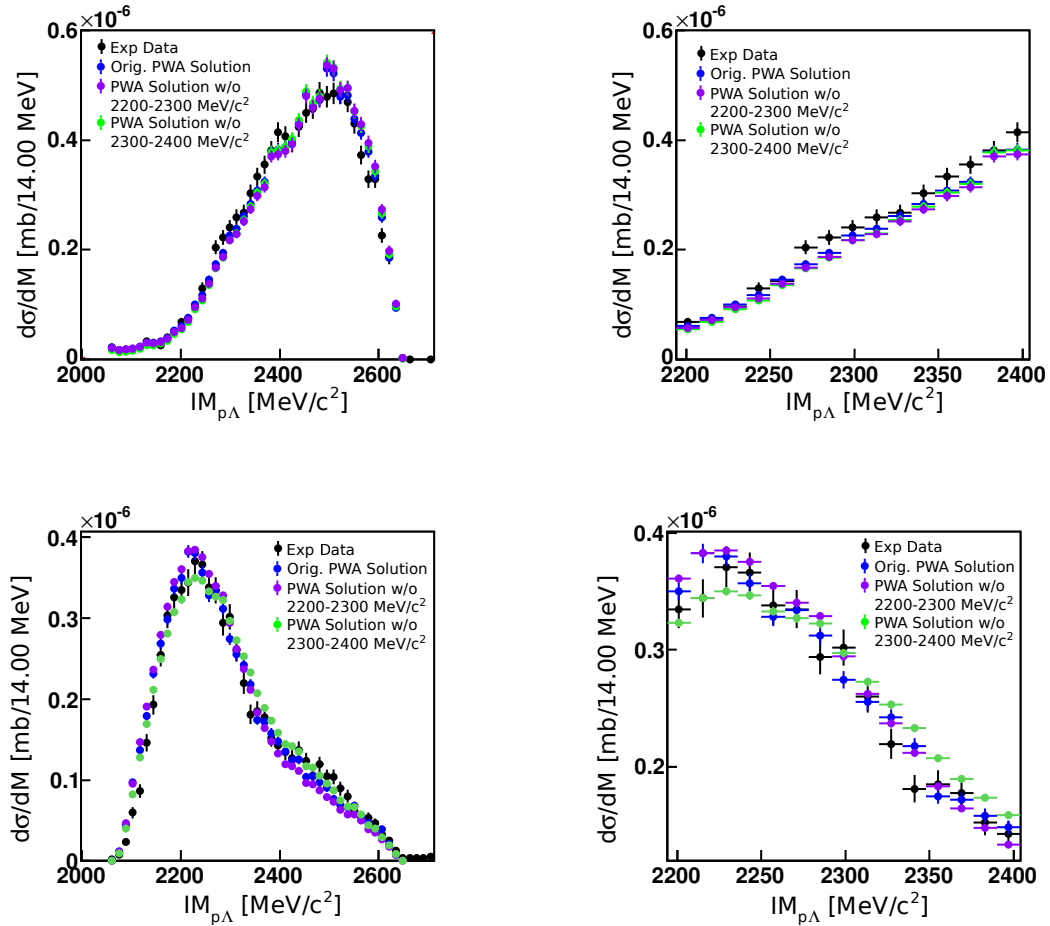 ×10⁻⁶
0.6
0.4
0.2
0
dσ/dM [mb/14.00 MeV]
Exp Data
Orig. PWA Solution
PWA Solution w/o
2200-2300 MeV/c²
PWA Solution w/o
2300-2400 MeV/c²
2000 2200 2400 2600
IM_pΛ [MeV/c²]
×10⁻⁶
0.6
0.4
0.2
0
dσ/dM [mb/14.00 MeV]
Exp Data
Orig. PWA Solution
PWA Solution w/o
2200-2300 MeV/c²
PWA Solution w/o
2300-2400 MeV/c²
2200 2250 2300 2350 2400
IM_pΛ [MeV/c²]
×10⁻⁶
0.4
0.3
0.2
0.1
0
dσ/dM [mb/14.00 MeV]
Exp Data
Orig. PWA Solution
PWA Solution w/o
2200-2300 MeV/c²
PWA Solution w/o
2300-2400 MeV/c²
2000 2200 2400 2600
IM_pΛ [MeV/c²]
×10⁻⁶
0.4
0.3
0.2
dσ/dM [mb/14.00 MeV]
Exp Data
Orig. PWA Solution
PWA Solution w/o
2200-2300 MeV/c²
PWA Solution w/o
2300-2400 MeV/c²
2200 2250 2300 2350 2400
IM_pΛ [MeV/c²]